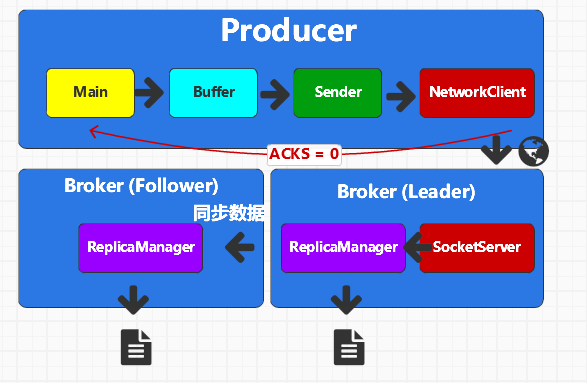 Producer
Main
Buffer
Sender
NetworkClient
ACKS = 0
Broker (Follower)
Broker (Leader)
同步数据
ReplicaManager
ReplicaManager
SocketServer